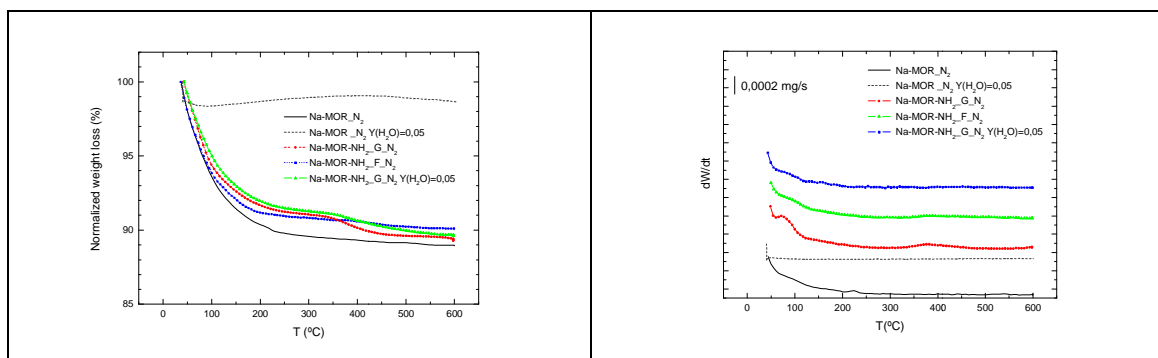 100
95
90
85
Normalized weight loss (%)
Na-MOR_N₂
Na-MOR _N₂ Y(H₂O)=0,05
Na-MOR-NH₂_G_N₂
Na-MOR-NH₂_F_N₂
Na-MOR-NH₂_G_N₂ Y(H₂O)=0,05
0 100 200 300 400 500 600
T (ºC)
0,0002 mg/s
dW/dt
Na-MOR_N₂
Na-MOR _N₂ Y(H₂O)=0,05
Na-MOR-NH₂_G_N₂
Na-MOR-NH₂_F_N₂
Na-MOR-NH₂_G_N₂ Y(H₂O)=0,05
0 100 200 300 400 500 600
T(ºC)